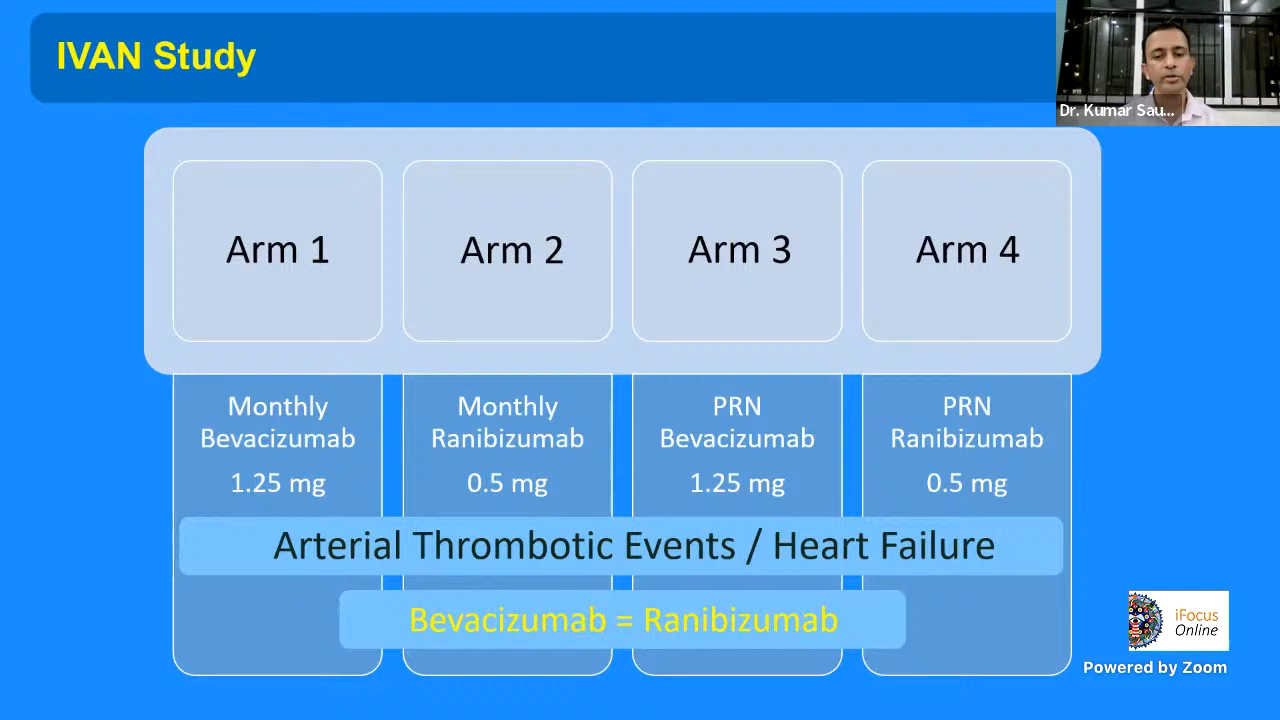 IVAN Study
Dr. Kumar Sau...
Arm 1
Arm 2
Arm 3
Arm 4
Monthly
Bevacizumab
1.25 mg
Monthly
Ranibizumab
0.5 mg
PRN
Bevacizumab
1.25 mg
PRN
Ranibizumab
0.5 mg
Arterial Thrombotic Events / Heart Failure
Bevacizumab = Ranibizumab
iFocus
Online
Powered by Zoom